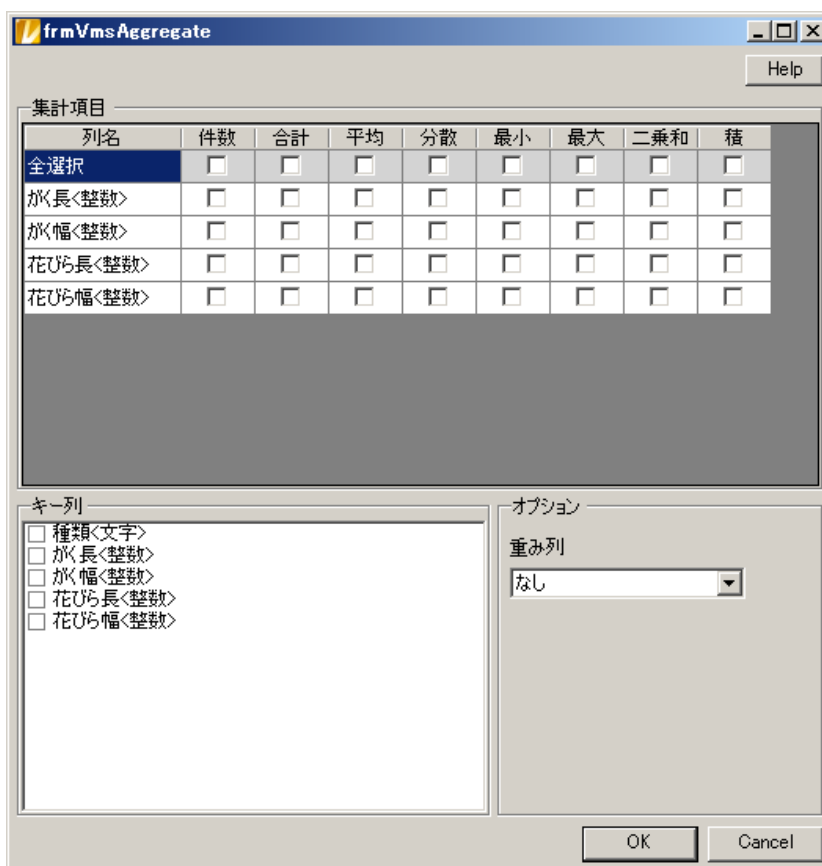 frmVmsAggregate
Help
集計項目
列名 件数 合計 平均 分散 最小 最大 二乗和 積
全選択
がく長<整数>
がく幅<整数>
花びら長<整数>
花びら幅<整数>
キー列
種類<文字>
がく長<整数>
がく幅<整数>
花びら長<整数>
花びら幅<整数>
オプション
重み列
なし
OK Cancel